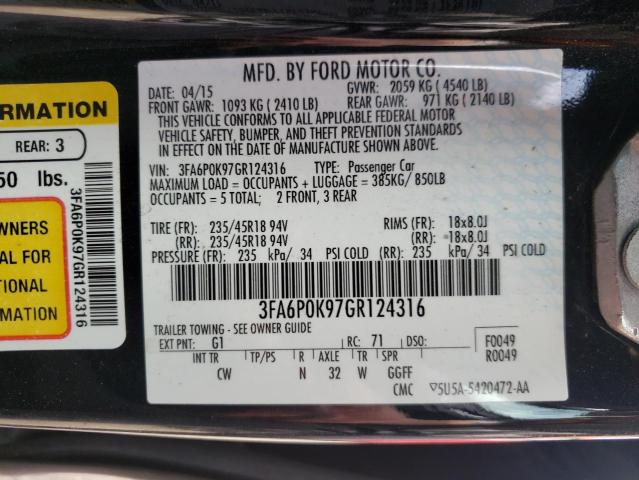 MFD. BY FORD MOTOR CO.
DATE: 04/15 GVWR: 2059 KG ( 4540 LB)
FRONT GAWR: 1093 KG ( 2410 LB) REAR GAWR: 971 KG ( 2140 LB)
THIS VEHICLE CONFORMS TO ALL APPLICABLE FEDERAL MOTOR
VEHICLE SAFETY, BUMPER, AND THEFT PREVENTION STANDARDS
IN EFFECT ON THE DATE OF MANUFACTURE SHOWN ABOVE.
VIN: 3FA6P0K97GR124316 TYPE: Passenger Car
MAXIMUM LOAD = OCCUPANTS + LUGGAGE = 385KG/ 850LB
OCCUPANTS = 5 TOTAL; 2 FRONT, 3 REAR
TIRE (FR): 235/45R18 94V RIMS (FR): 18x8.0J
(RR): 235/45R18 94V (RR): 18x8.0J
PRESSURE (FR): 235 kPa/ 34 PSI COLD (RR): 235 kPa/ 34 PSI COLD
3FA6P0K97GR124316
TRAILER TOWING - SEE OWNER GUIDE
EXT PNT: G1 RC: 71 DSO: F0049
R0049
INT TR TP/PS R AXLE TR SPR
CW N 32 W GGFF
CMC 5U5A-5420472-AA
ORMATION
REAR: 3
50 lbs.
WNERS
AL FOR
TIONAL
RMATION
3FA6P0K97GR124316